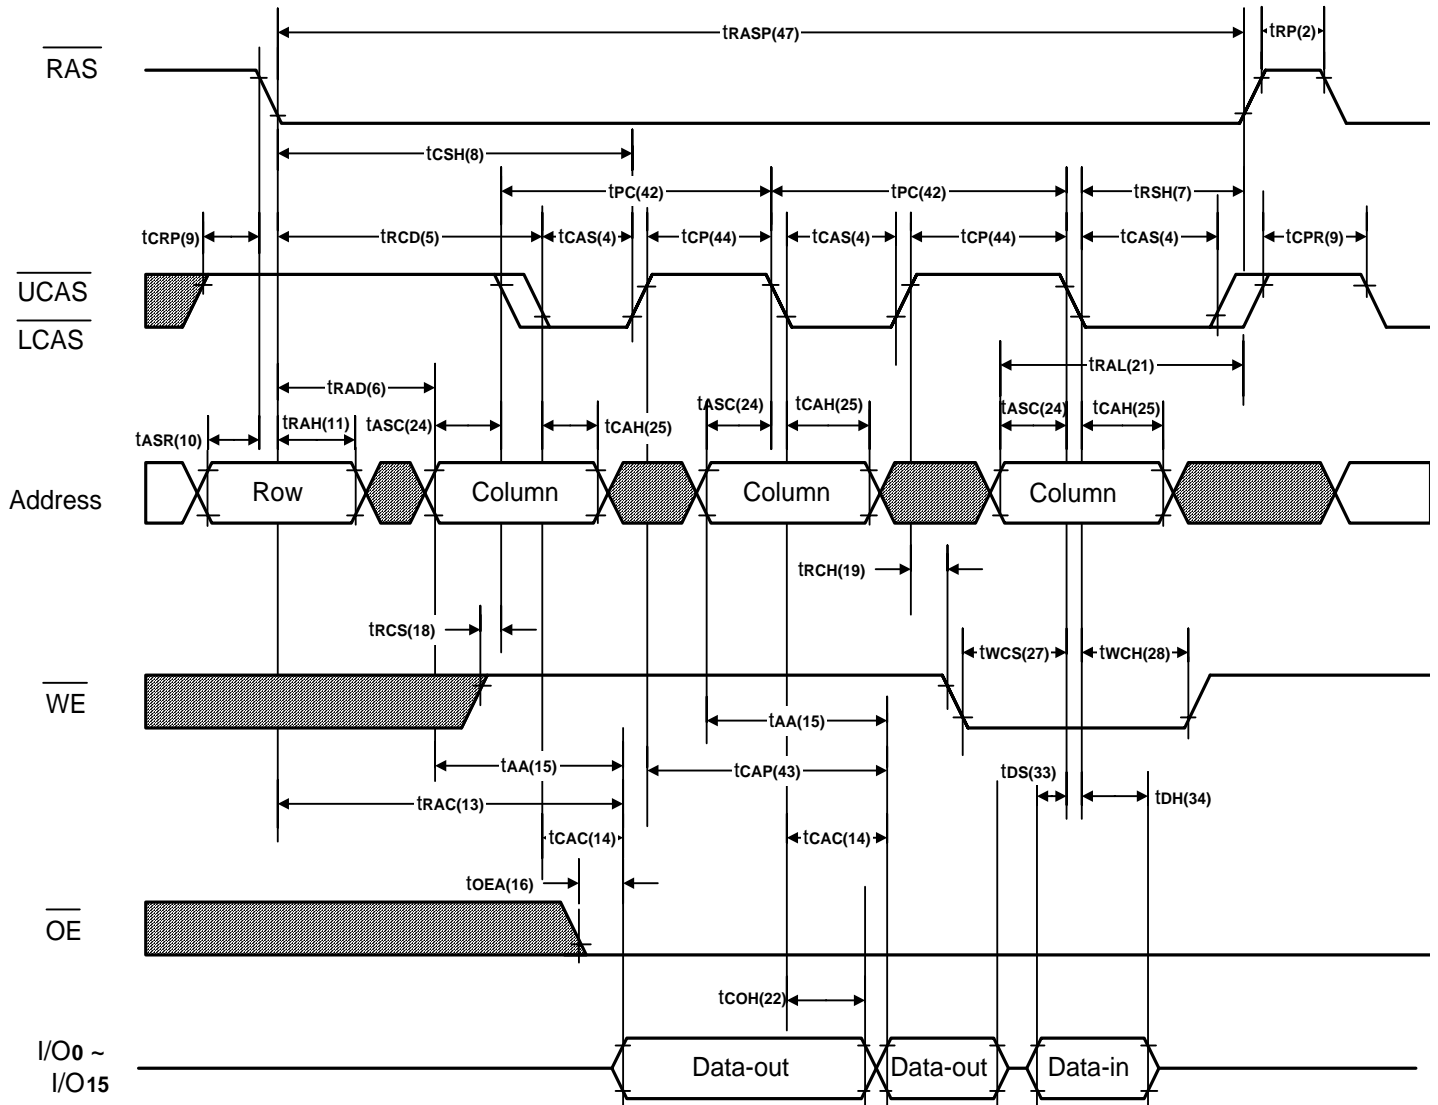 tRASP(47)
tRP(2)
RAS
tCSH(8)
tPC(42)
tPC(42)
tRSH(7)
tCRP(9)
tRCD(5)
tCAS(4)
tCP(44)
tCAS(4)
tCP(44)
tCAS(4)
tCPR(9)
UCAS
LCAS
tRAL(21)
tRAD(6)
tASR(10)
tRAH(11)
tASC(24)
tCAH(25)
tASC(24)
tCAH(25)
tASC(24)
tCAH(25)
Address
Row
Column
Column
Column
tRCH(19)
tRCS(18)
tWCS(27)
tWCH(28)
WE
tAA(15)
tAA(15)
tCAP(43)
tDS(33)
tDH(34)
tRAC(13)
tCAC(14)
tCAC(14)
tOEA(16)
OE
tCOH(22)
I/O0 ~
I/O15
Data-out
Data-out
Data-in